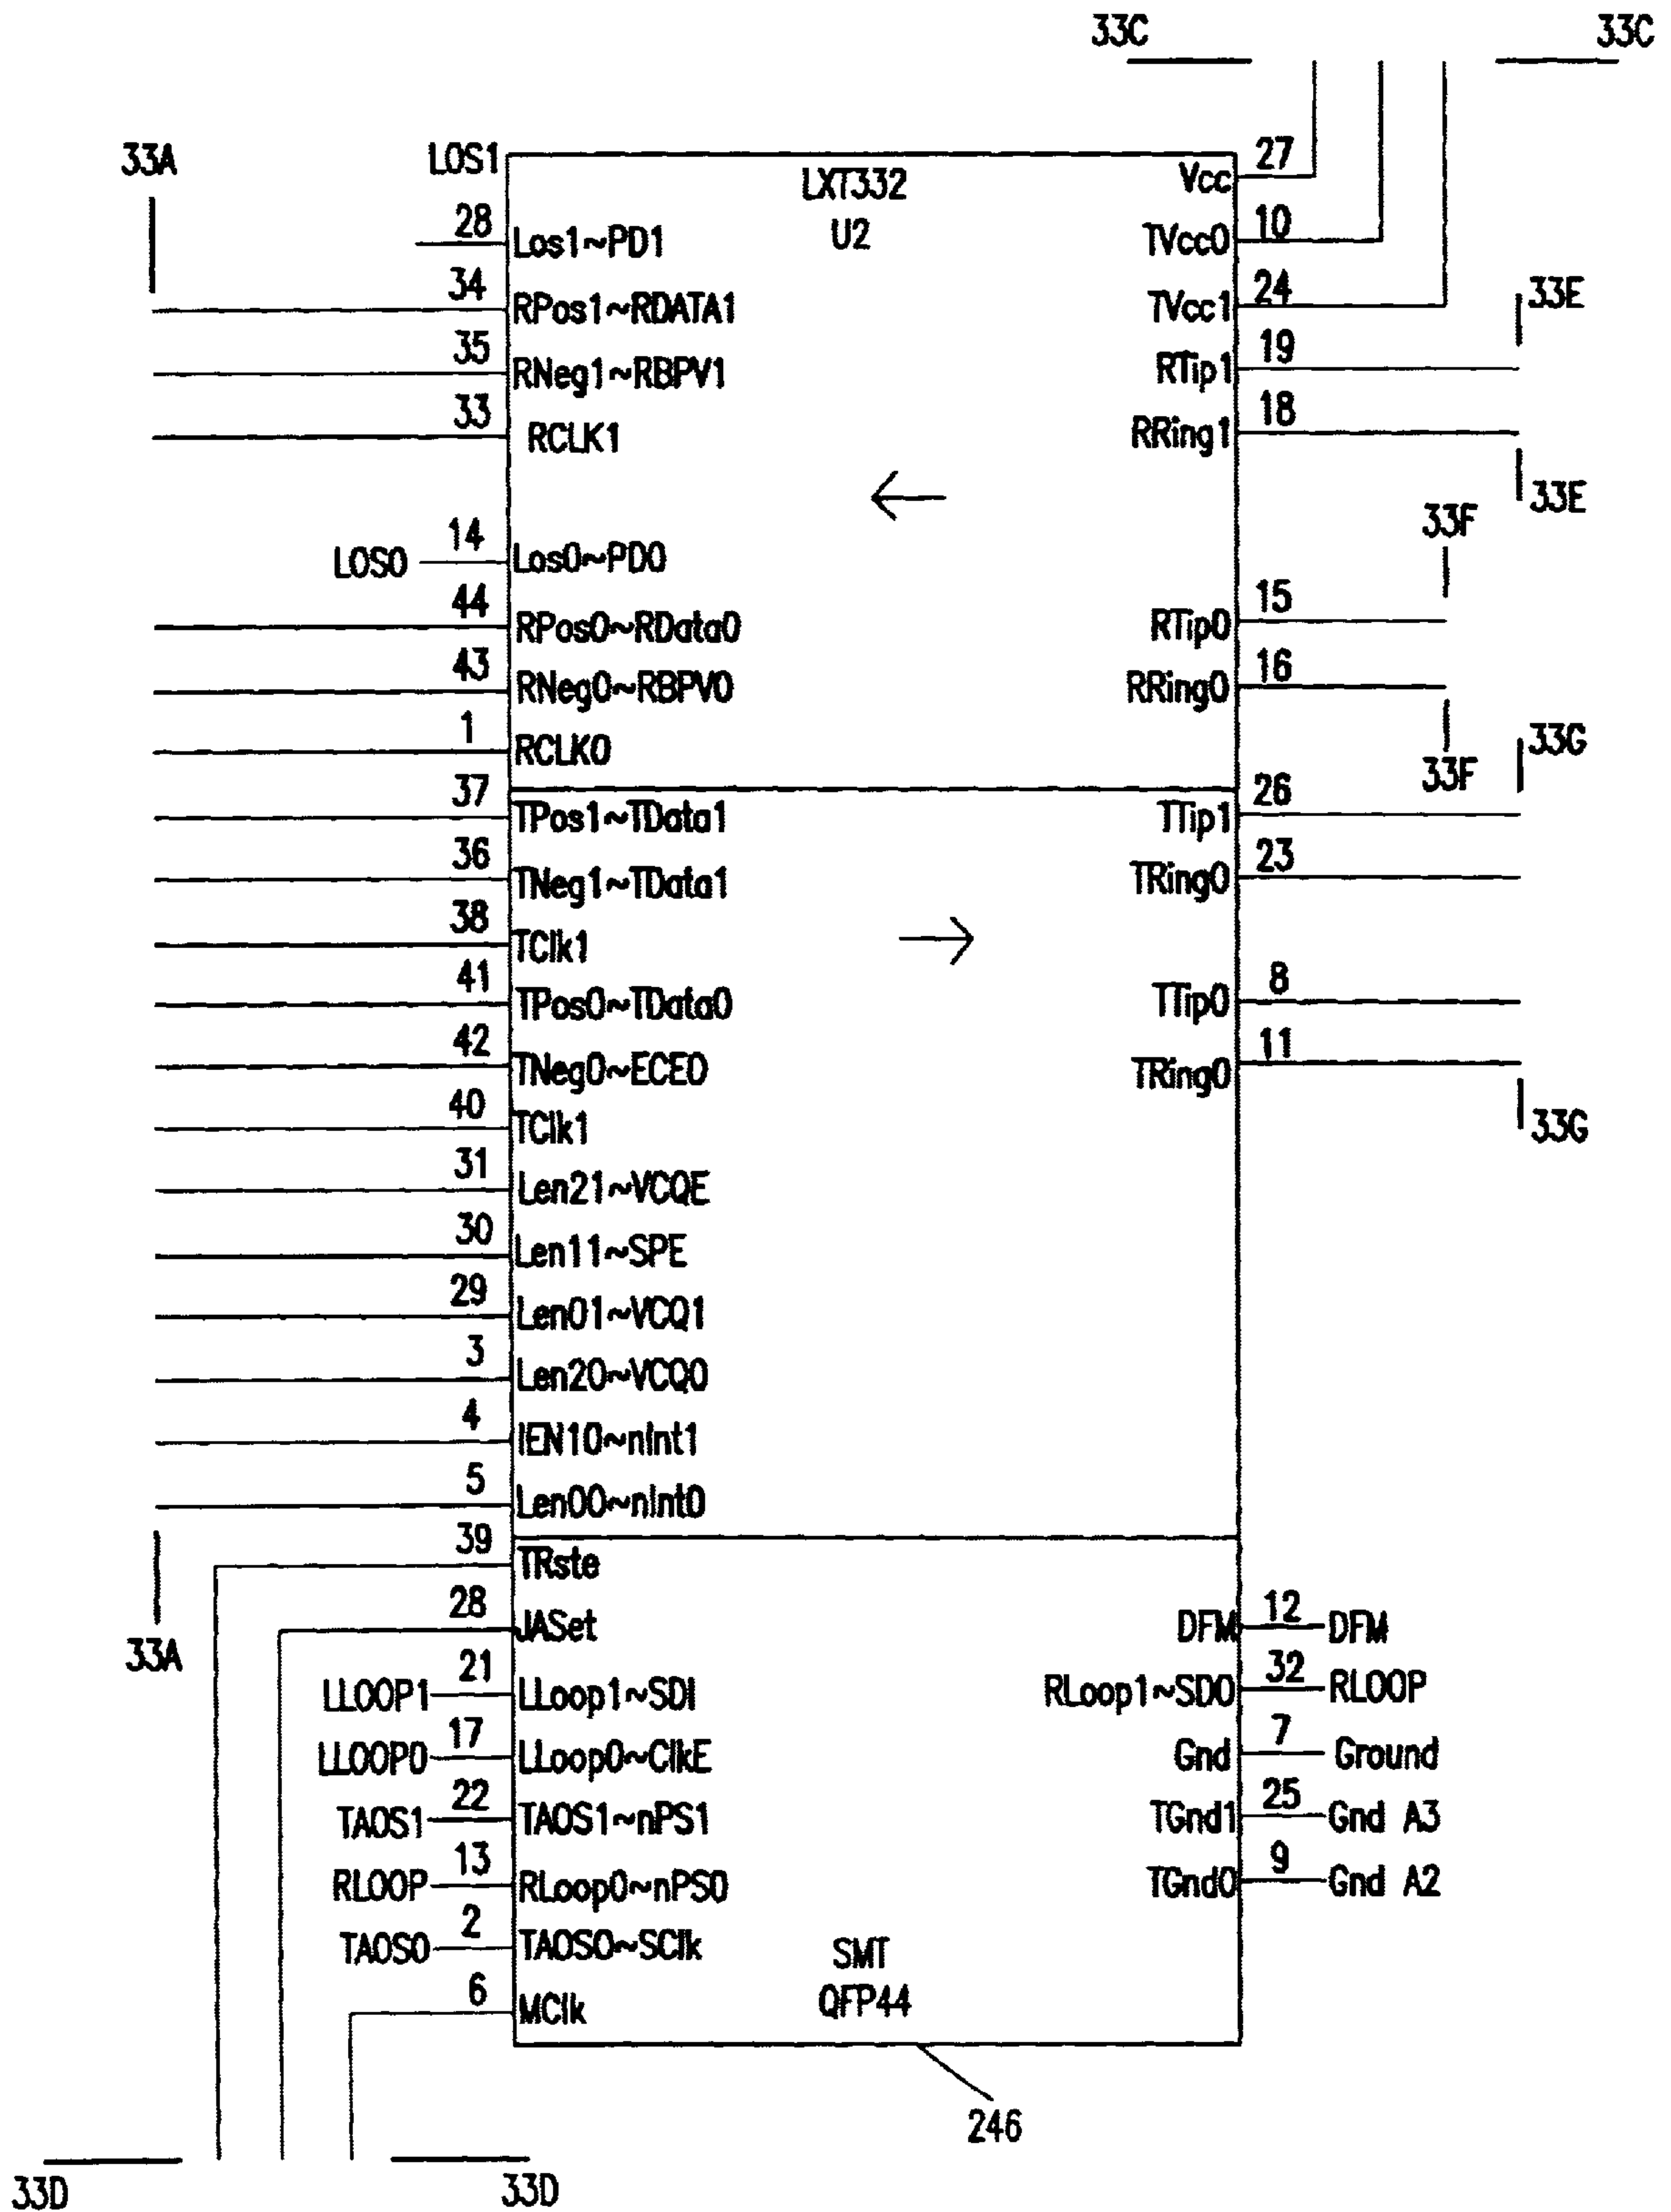 33C 33C
33A LOS1 LXT332 Vcc 27
U2
28 Los1~PD1 TVcc0 10
34 RPos1~RDATA1 TVcc1 24 33E
35 RNeg1~RBPV1 RTip1 19
33 RCLK1 RRing1 18
33E
33F
LOS0 14 Los0~PD0
44 RPos0~RData0 RTip0 15
43 RNeg0~RBPV0 RRing0 16
1 RCLK0 33G
33F
37 TPos1~TData1 TTip1 26
36 TNeg1~TData1 TRing0 23
38 TClk1
41 TPos0~TData0 TTip0 8
42 TNeg0~ECE0 TRing0 11
40 TClk1 33G
31 Len21~VCQE
30 Len11~SPE
29 Len01~VCQ1
3 Len20~VCQ0
4 lEN10~nInt1
5 Len00~nInt0
39 TRste
28 JASet DFM 12 DFM
33A
LLOOP1 21 LLoop1~SDI RLoop1~SD0 32 RLOOP
LLOOP0 17 LLoop0~ClkE Gnd 7 Ground
TAOS1 22 TAOS1~nPS1 TGnd1 25 Gnd A3
RLOOP 13 RLoop0~nPS0 TGnd0 9 Gnd A2
TAOS0 2 TAOS0~SClk SMT
6 MClk QFP44
246
33D 33D